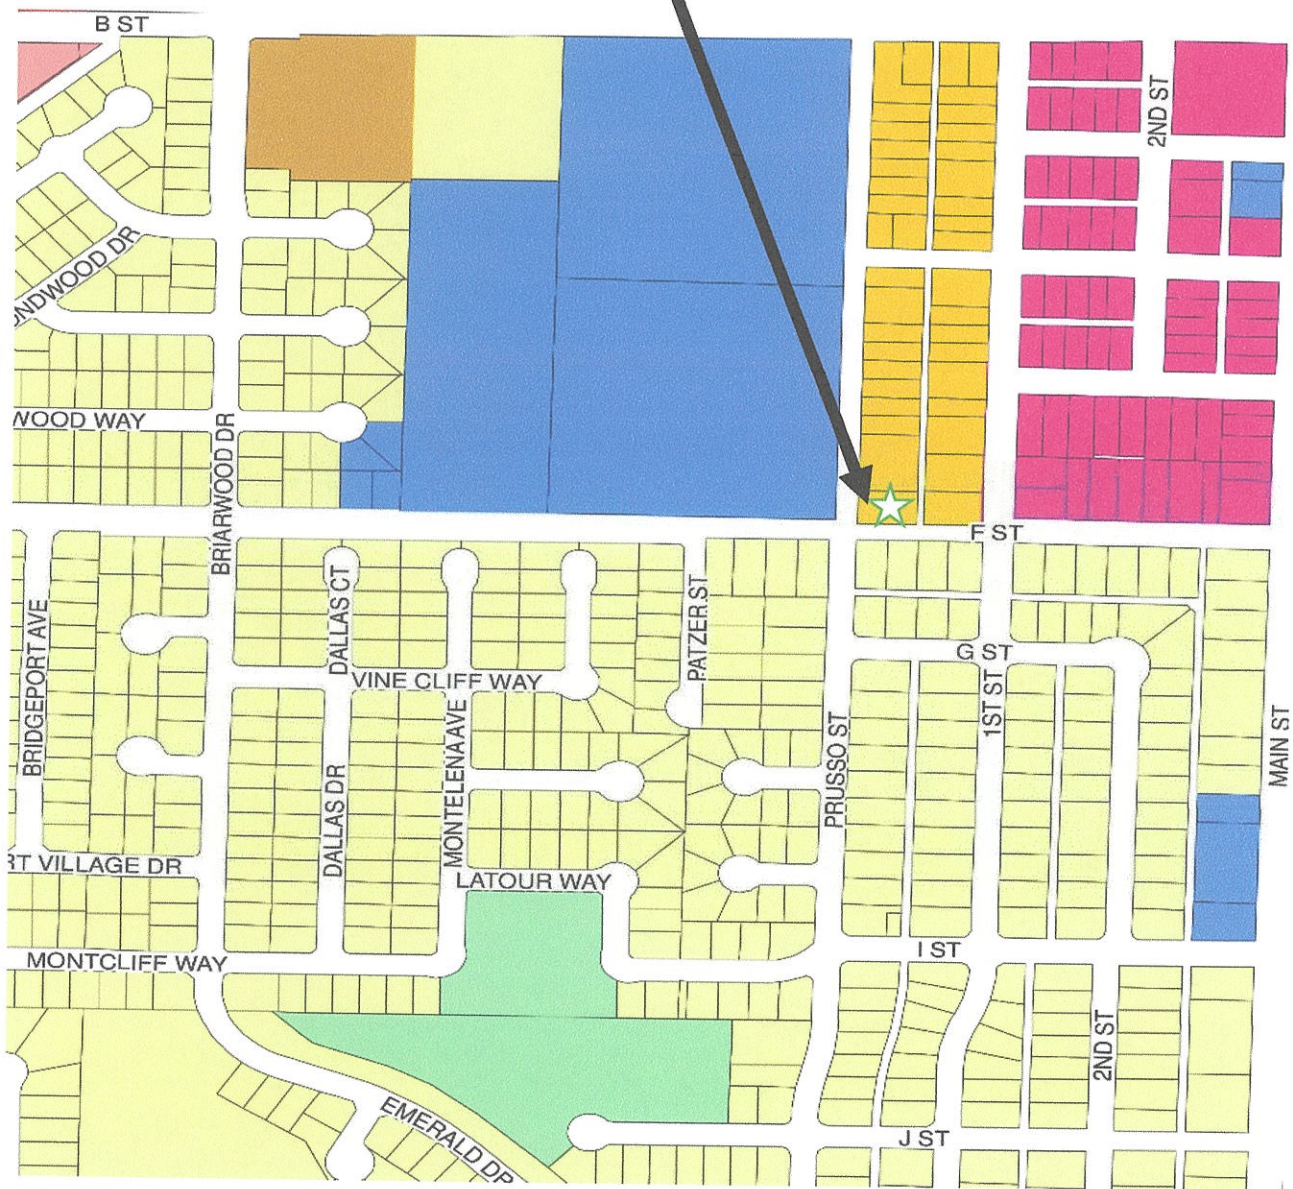 B ST
2ND ST
ONDWOOD DR
WOOD WAY
BRIARWOOD DR
F ST
DALLAS CT
PATZER ST
BRIDGEPORT AVE
G ST
VINE CLIFF WAY
1ST ST
MONTELENA AVE
PRUSSO ST
MAIN ST
DALLAS DR
RT VILLAGE DR
LATOUR WAY
I ST
MONTCLIFF WAY
2ND ST
EMERALD DR
J ST